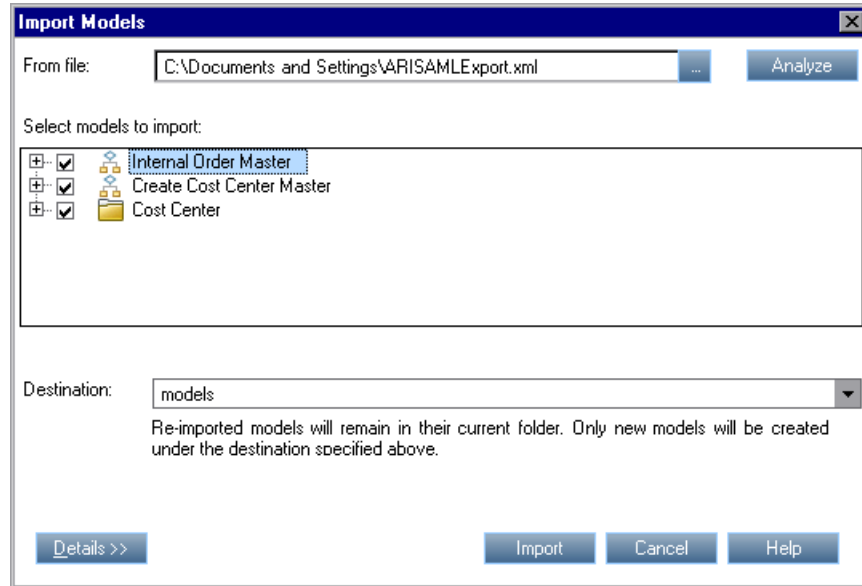 Import Models
From file: C:\Documents and Settings\ARISAMLExport.xml ... Analyze
Select models to import:
Internal Order Master
Create Cost Center Master
Cost Center
Destination: models
Re-imported models will remain in their current folder. Only new models will be created
under the destination specified above.
Details >> Import Cancel Help